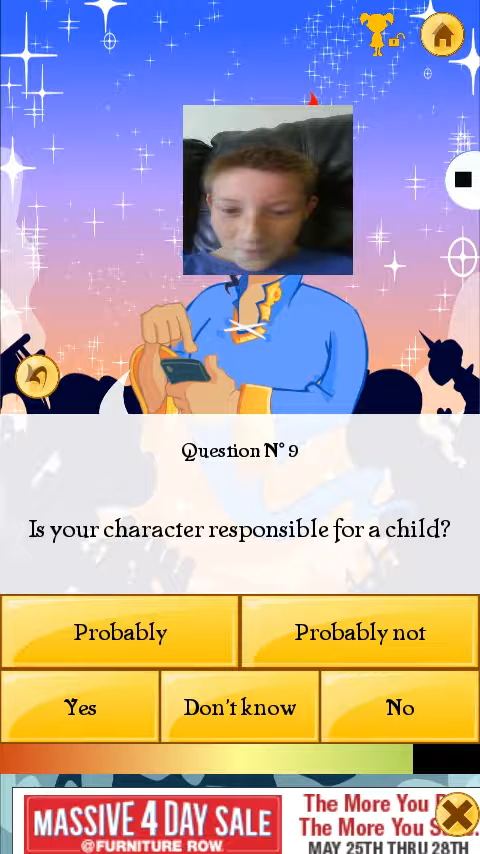 Question N° 9
Is your character responsible for a child?
Probably
Probably not
Yes
Don't know
No
MASSIVE 4 DAY SALE
@FURNITURE ROW
The More You
The More You
MAY 25TH THRU 28TH